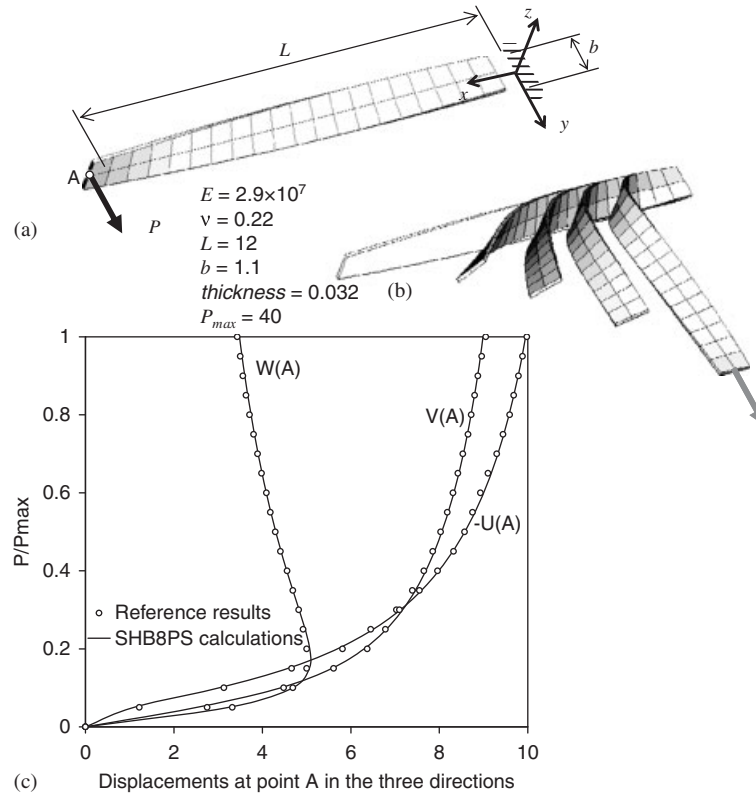 z
L
b
x
y
A
P
(a)
E = 2.9×10⁷
ν = 0.22
L = 12
b = 1.1
thickness = 0.032
P_max = 40
(b)
1
0.8
0.6
0.4
0.2
0
P/Pmax
W(A)
V(A)
-U(A)
Reference results
SHB8PS calculations
0 2 4 6 8 10
(c) Displacements at point A in the three directions